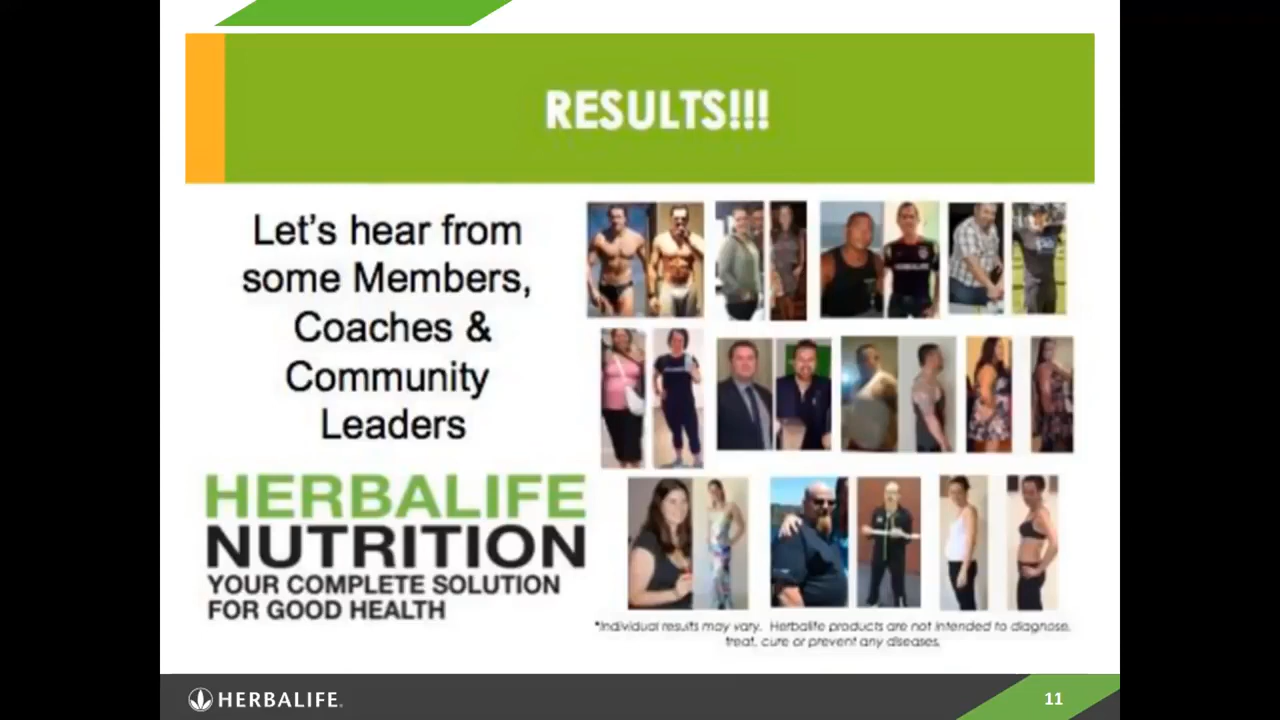 RESULTS!!!
Let's hear from
some Members,
Coaches &
Community
Leaders
HERBALIFE
NUTRITION
YOUR COMPLETE SOLUTION
FOR GOOD HEALTH
*Individual results may vary. Herbalife products are not intended to diagnose,
treat, cure or prevent any diseases.
HERBALIFE.
11